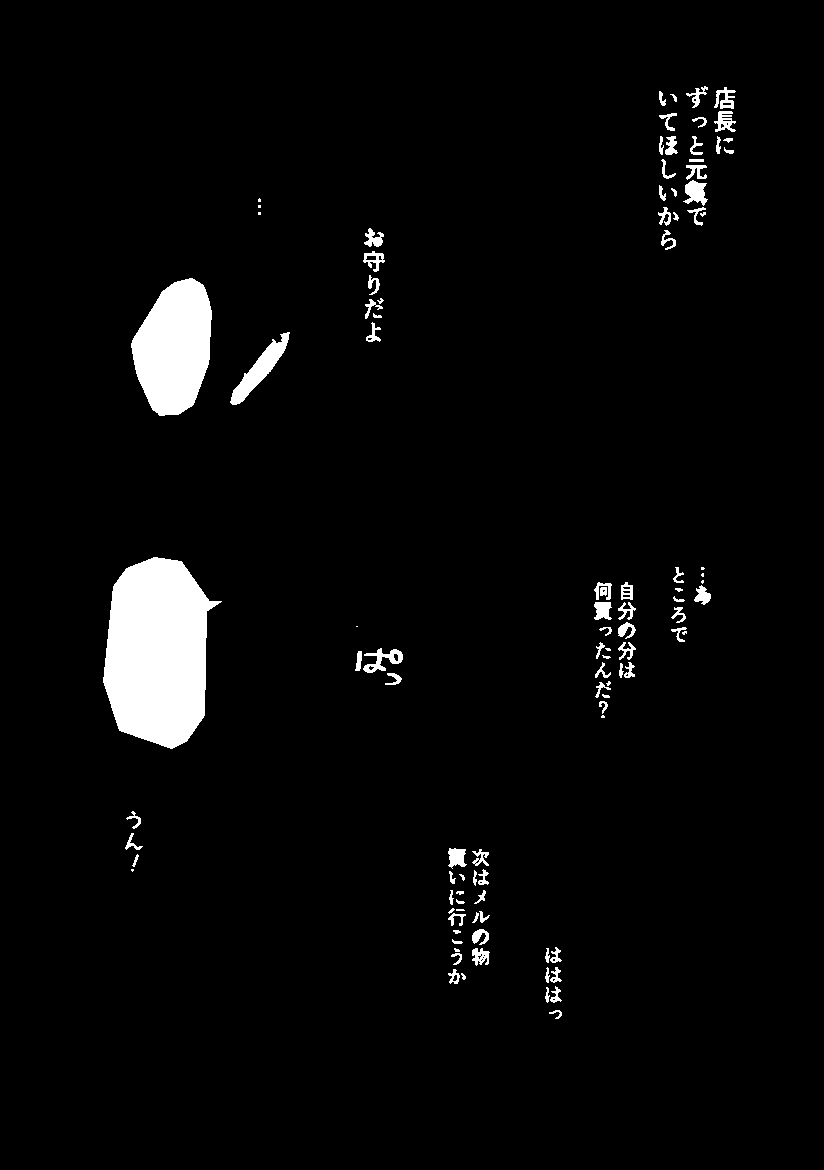 店長に
ずっと元気で
いてほしいから
お守りだよ
…
…あ
ところで
自分の分は
何買ったんだ？
ぱっ
はははっ
次はメルの物
買いに行こうか
うん！